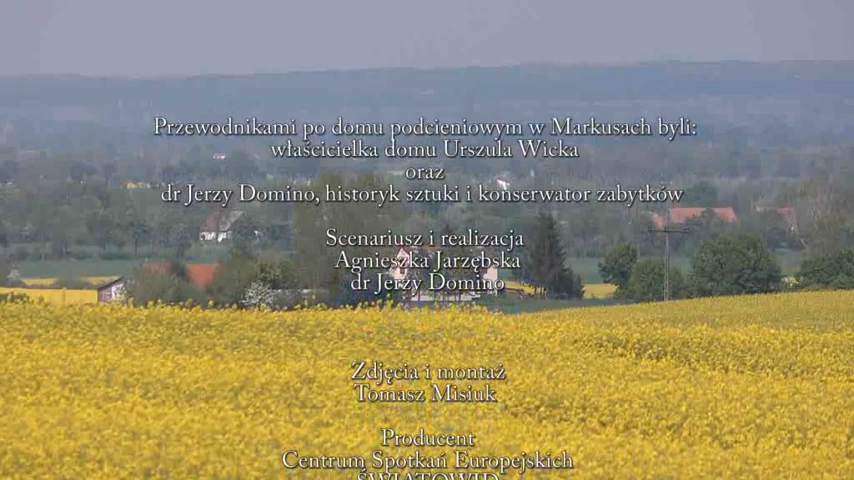 Przewodnikami po domu podcieniowym w Markusach byli:
właścicielka domu Urszula Wicka
oraz
dr Jerzy Domino, historyk sztuki i konserwator zabytków
Scenariusz i realizacja
Agnieszka Jarzębska
dr Jerzy Domino
Zdjęcia i montaż
Tomasz Misiuk
Producent
Centrum Spotkań Europejskich
ŚWIATOWID